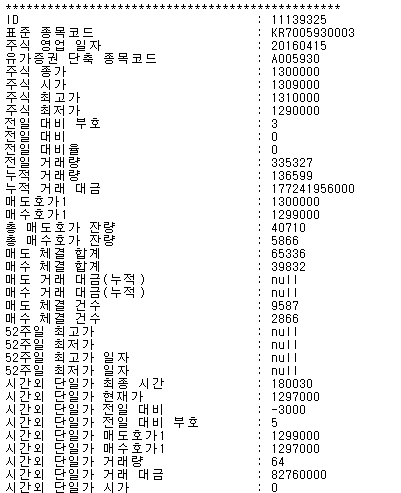 ************************************************
ID : 11139325
표준 종목코드 : KR7005930003
주식 영업 일자 : 20160415
유가증권 단축 종목코드 : A005930
주식 종가 : 1300000
주식 시가 : 1309000
주식 최고가 : 1310000
주식 최저가 : 1290000
전일 대비 부호 : 3
전일 대비 : 0
전일 대비율 : 0
전일 거래량 : 335327
누적 거래량 : 136599
누적 거래 대금 : 177241956000
매도호가1 : 1300000
매수호가1 : 1299000
총 매도호가 잔량 : 40710
총 매수호가 잔량 : 5866
매도 체결 합계 : 65336
매수 체결 합계 : 39832
매도 거래 대금(누적) : null
매수 거래 대금(누적) : null
매도 체결 건수 : 9587
매수 체결 건수 : 2866
52주일 최고가 : null
52주일 최저가 : null
52주일 최고가 일자 : null
52주일 최저가 일자 : null
시간외 단일가 최종 시간 : 180030
시간외 단일가 현재가 : 1297000
시간외 단일가 전일 대비 : -3000
시간외 단일가 전일 대비 부호 : 5
시간외 단일가 매도호가1 : 1299000
시간외 단일가 매수호가1 : 1297000
시간외 단일가 거래량 : 64
시간외 단일가 거래 대금 : 82760000
시간외 단일가 시가 : 0